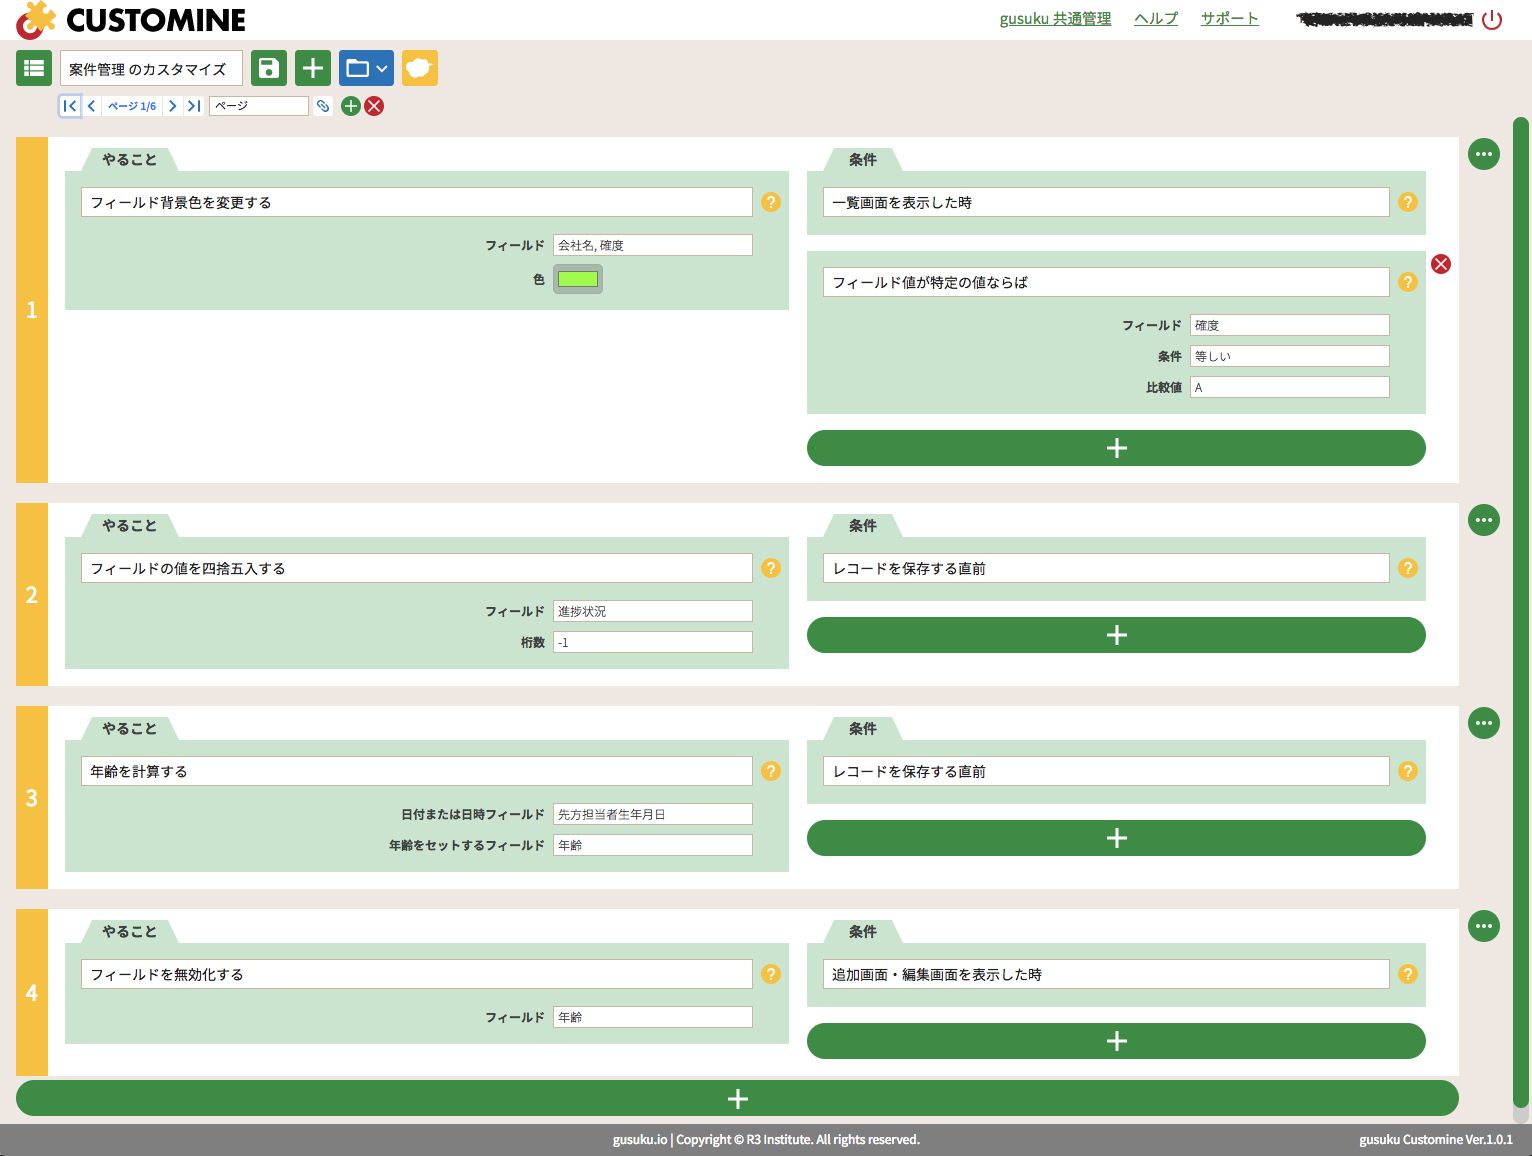 CUSTOMINE
gusuku 共通管理 ヘルプ サポート
案件管理 のカスタマイズ
ページ 1/6 ページ
1
やること
フィールド背景色を変更する
フィールド 会社名, 確度
色
条件
一覧画面を表示した時
フィールド値が特定の値ならば
フィールド 確度
条件 等しい
比較値 A
2
やること
フィールドの値を四捨五入する
フィールド 進捗状況
桁数 -1
条件
レコードを保存する直前
3
やること
年齢を計算する
日付または日時フィールド 先方担当者生年月日
年齢をセットするフィールド 年齢
条件
レコードを保存する直前
4
やること
フィールドを無効化する
フィールド 年齢
条件
追加画面・編集画面を表示した時
gusuku.io | Copyright © R3 Institute. All rights reserved.
gusuku Customine Ver.1.0.1